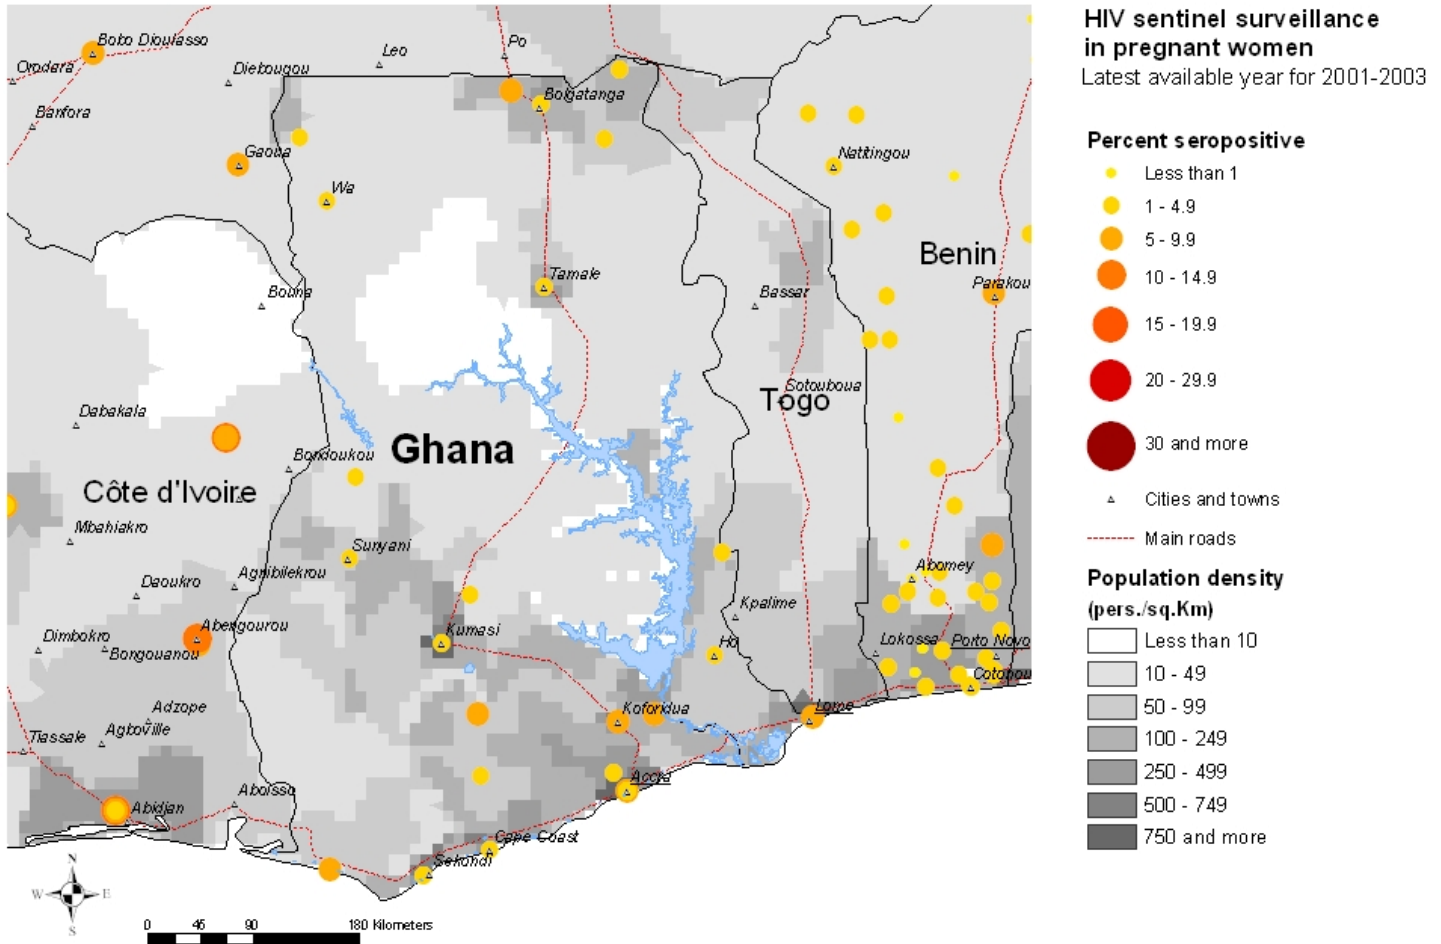 HIV sentinel surveillance
in pregnant women
Latest available year for 2001-2003
Percent seropositive
Less than 1
1 - 4.9
5 - 9.9
10 - 14.9
15 - 19.9
20 - 29.9
30 and more
Cities and towns
Main roads
Population density
(pers./sq.Km)
Less than 10
10 - 49
50 - 99
100 - 249
250 - 499
500 - 749
750 and more
Bobo Dioulasso
Orodara
Banfora
Diebougou
Leo
Po
Gaoua
Bolgatanga
Wa
Natitingou
Benin
Parakou
Tamale
Bouna
Bassar
Sotouboua
Togo
Dabakala
Bondoukou
Ghana
Côte d'Ivoire
Mbahiakro
Sunyani
Daoukro
Agnibilekrou
Abomey
Kpalime
Dimbokro
Bongouanou
Abengourou
Kumasi
Ho
Lokossa
Porto Novo
Cotonou
Koforidua
Lome
Adzope
Agboville
Tiassale
Accra
Abidjan
Aboisso
Cape Coast
Sekondi
N
W
E
S
0 45 90 180 Kilometers